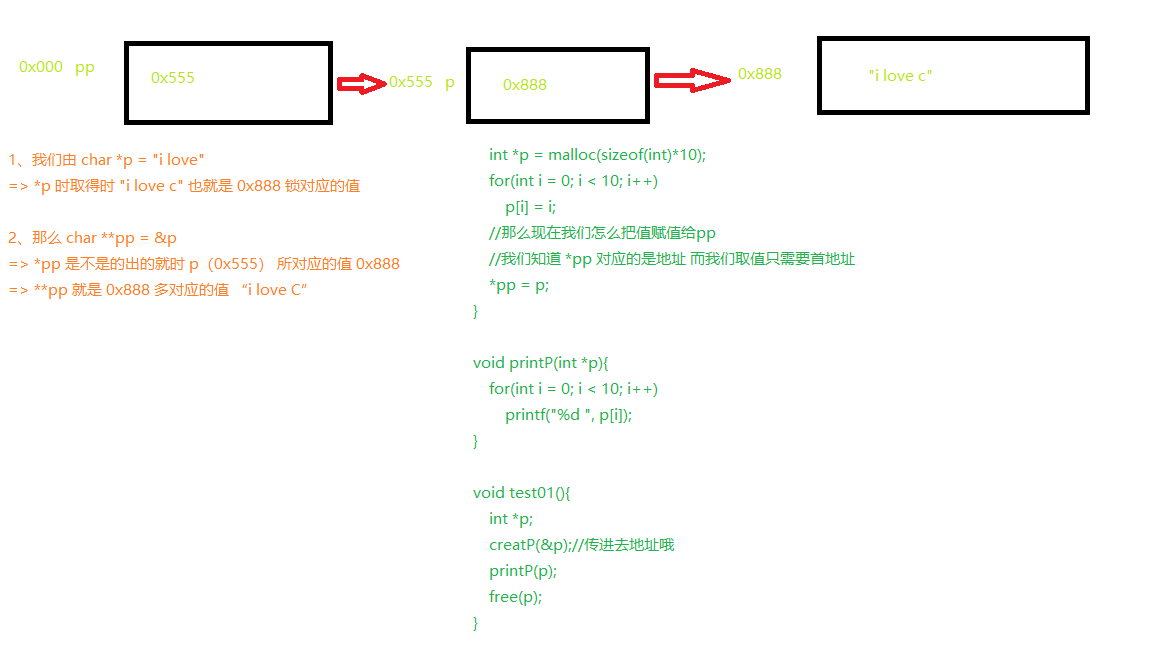 0x000 pp
0x555
0x555 p
0x888
0x888
"i love c"
1、我们由 char *p = "i love"
=> *p 时取得时 "i love c" 也就是 0x888 锁对应的值
2、那么 char **pp = &p
=> *pp 是不是的出的就时 p（0x555） 所对应的值 0x888
=> **pp 就是 0x888 多对应的值 “i love C”
int *p = malloc(sizeof(int)*10);
for(int i = 0; i < 10; i++)
p[i] = i;
//那么现在我们怎么把值赋值给pp
//我们知道 *pp 对应的是地址 而我们取值只需要首地址
*pp = p;
}
void printP(int *p){
for(int i = 0; i < 10; i++)
printf("%d ", p[i]);
}
void test01(){
int *p;
creatP(&p);//传进去地址哦
printP(p);
free(p);
}